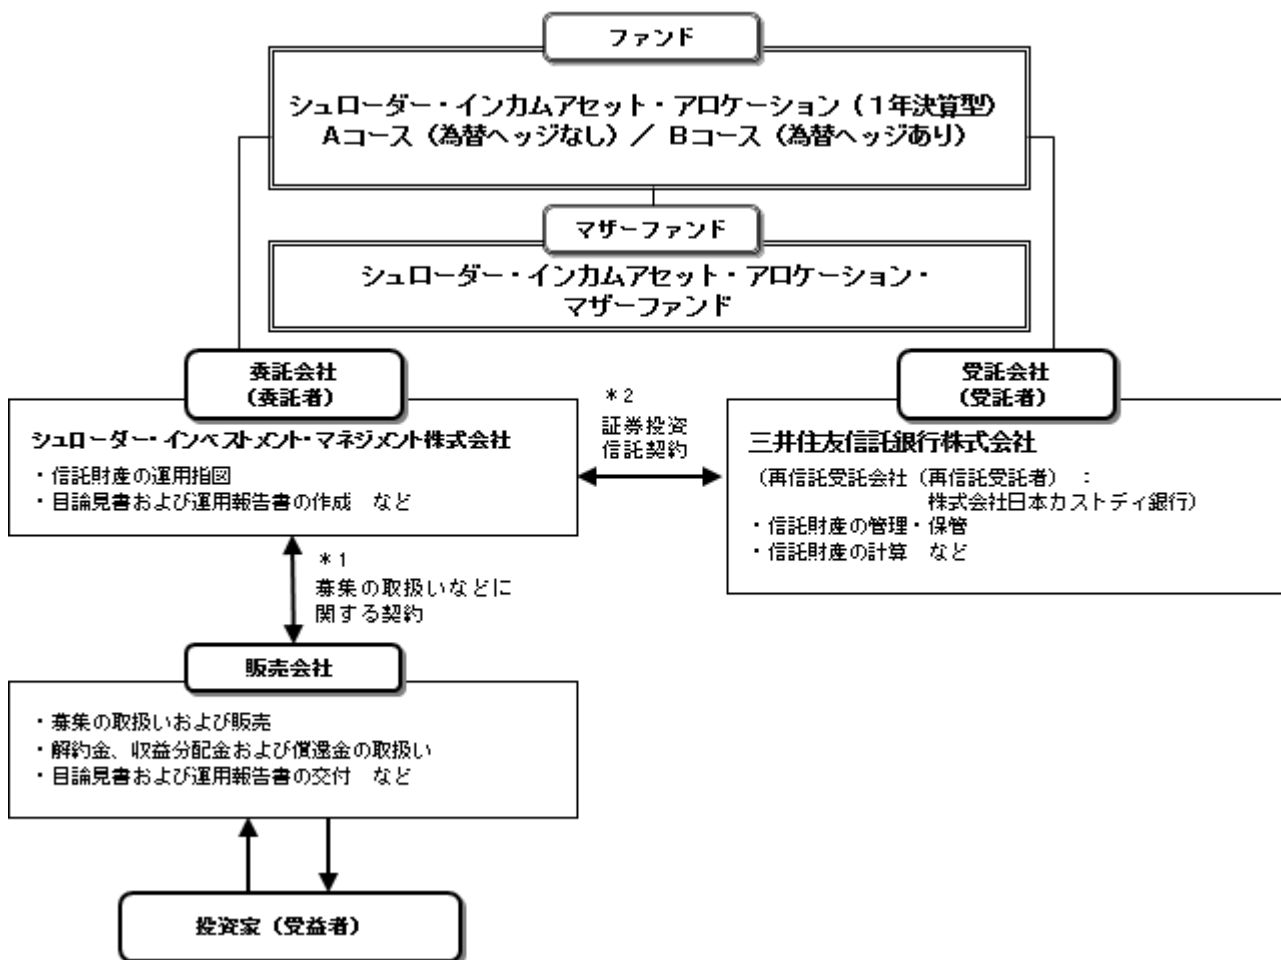 ファンド
シュローダー・インカムアセット・アロケーション（１年決算型）
Aコース（為替ヘッジなし）／ Bコース（為替ヘッジあり）
マザーファンド
シュローダー・インカムアセット・アロケーション・
マザーファンド
委託会社
（委託者）
シュローダー・インベストメント・マネジメント株式会社
・信託財産の運用指図
・目論見書および運用報告書の作成　など
＊２
証券投資
信託契約
受託会社
（受託者）
三井住友信託銀行株式会社
（再信託受託会社（再信託受託者）：
株式会社日本カストディ銀行）
・信託財産の管理・保管
・信託財産の計算　など
＊１
募集の取扱いなどに
関する契約
販売会社
・募集の取扱いおよび販売
・解約金、収益分配金および償還金の取扱い
・目論見書および運用報告書の交付　など
投資家（受益者）